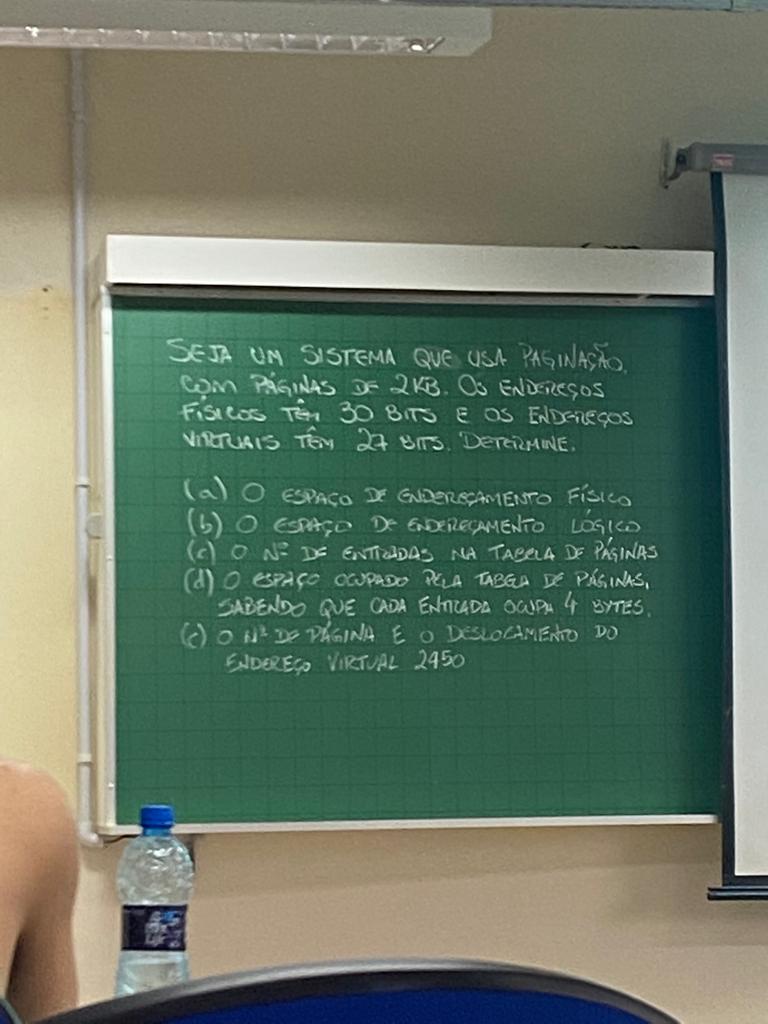 SEJA UM SISTEMA QUE USA PAGINAÇÃO,
COM PÁGINAS DE 2KB. OS ENDEREÇOS
FÍSICOS TÊM 30 BITS E OS ENDEREÇOS
VIRTUAIS TÊM 27 BITS. DETERMINE.
(a) O ESPAÇO DE ENDEREÇAMENTO FÍSICO
(b) O ESPAÇO DE ENDEREÇAMENTO LÓGICO
(c) O Nº DE ENTRADAS NA TABELA DE PÁGINAS
(d) O ESPAÇO OCUPADO PELA TABELA DE PÁGINAS,
SABENDO QUE CADA ENTRADA OCUPA 4 BYTES.
(e) O Nº DE PÁGINA E O DESLOCAMENTO DO
ENDEREÇO VIRTUAL 2950